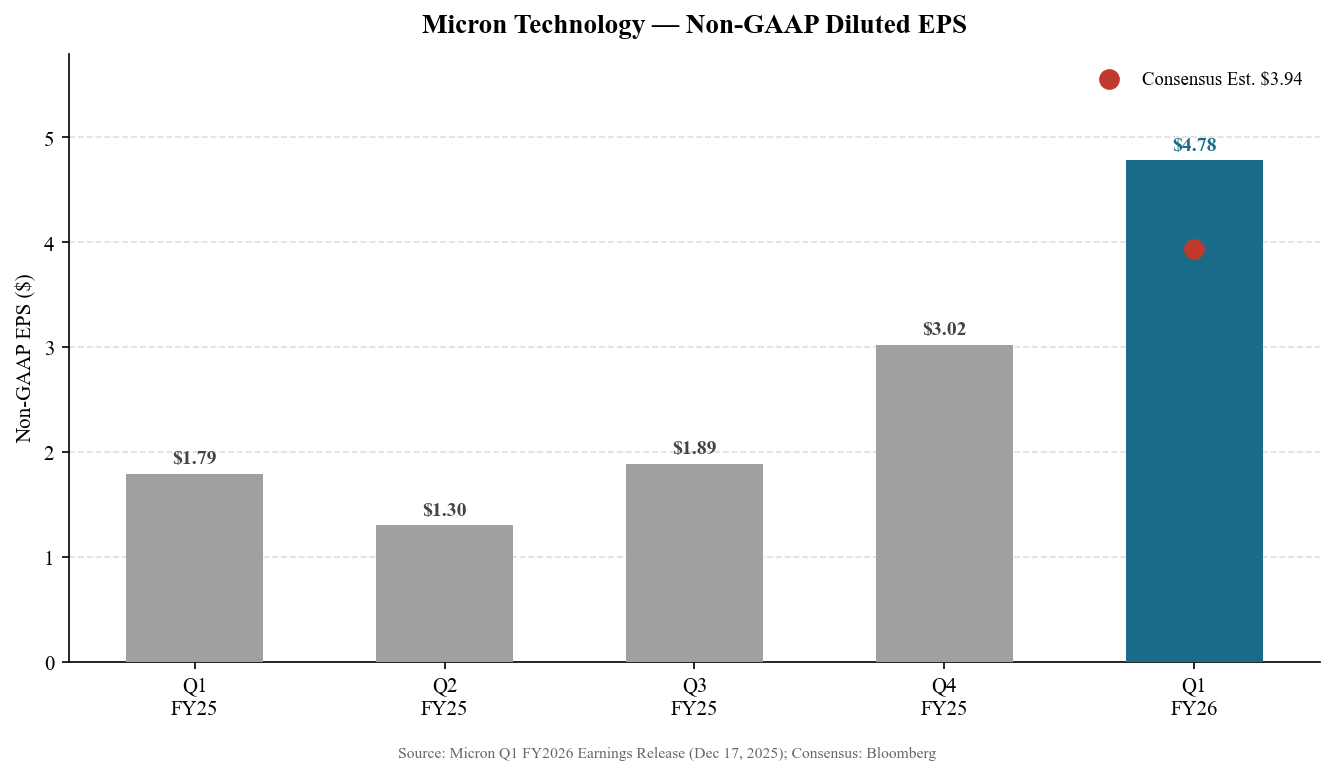 Micron Technology — Non-GAAP Diluted EPS
Consensus Est. $3.94
Non-GAAP EPS ($)
5
4
3
2
1
0
$1.79
$1.30
$1.89
$3.02
$4.78
Q1
FY25
Q2
FY25
Q3
FY25
Q4
FY25
Q1
FY26
Source: Micron Q1 FY2026 Earnings Release (Dec 17, 2025); Consensus: Bloomberg